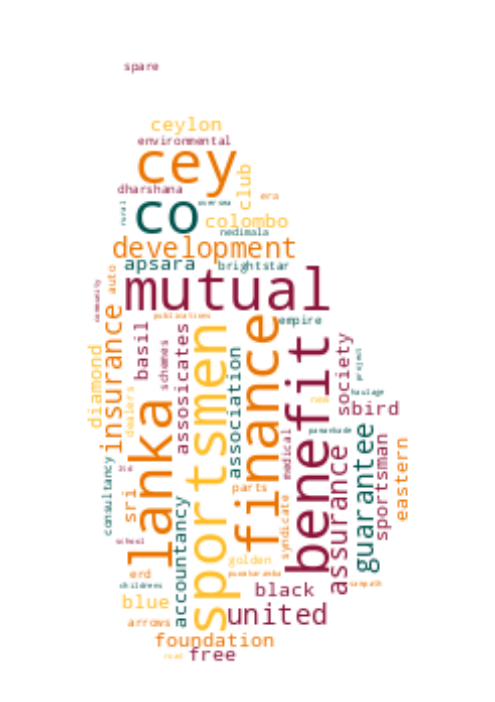 spare
ceylon
environmental
cey
dharshana
club
era
rural
co
oversea
colombo
nedimala
development
apsara
brightstar
auto
community
mutual
publications
empire
insurance
basil
schemes
assosicates
sportsmen
association
finance
benefit
society
project
diamond
dealers
lanka
haulage
sbird
new
guarantee
sportsman
eastern
medical
assurance
consultancy
ltd
sri
accountancy
parts
syndicate
school
golden
erd
childrens
black
sampath
blue
united
arrows
foundation
road
free